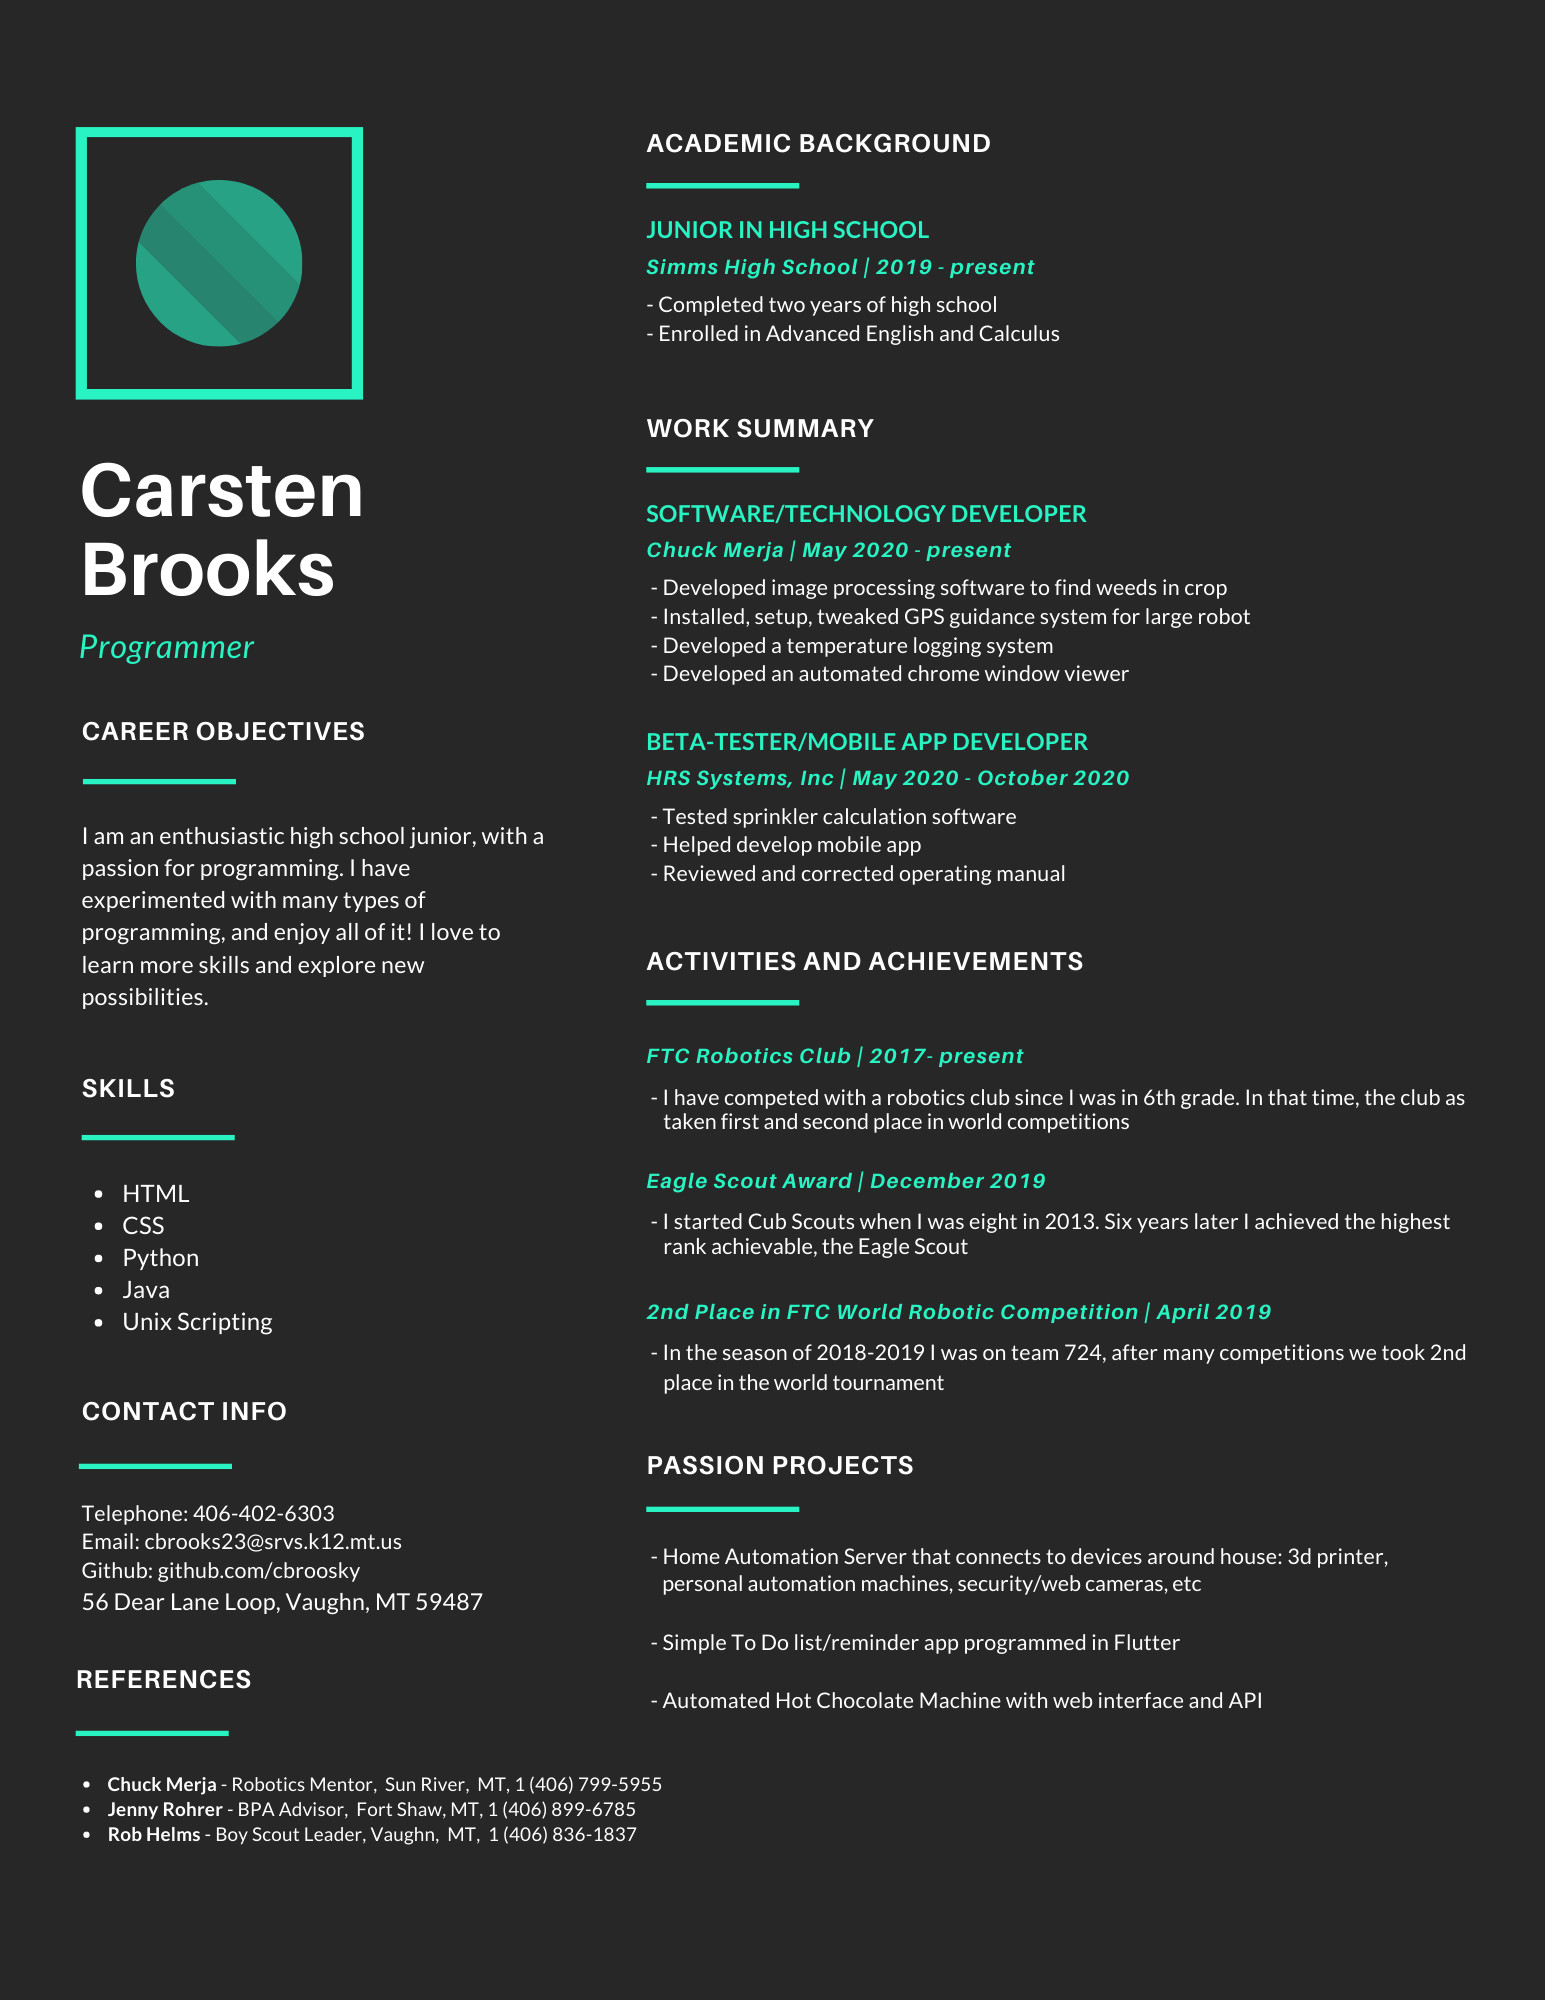 Carsten
Brooks
Programmer
CAREER OBJECTIVES
I am an enthusiastic high school junior, with a
passion for programming. I have
experimented with many types of
programming, and enjoy all of it! I love to
learn more skills and explore new
possibilities.
SKILLS
• HTML
• CSS
• Python
• Java
• Unix Scripting
CONTACT INFO
Telephone: 406-402-6303
Email: cbrooks23@srvs.k12.mt.us
Github: github.com/cbroosky
56 Dear Lane Loop, Vaughn, MT 59487
REFERENCES
• Chuck Merja - Robotics Mentor, Sun River, MT, 1 (406) 799-5955
• Jenny Rohrer - BPA Advisor, Fort Shaw, MT, 1 (406) 899-6785
• Rob Helms - Boy Scout Leader, Vaughn, MT, 1 (406) 836-1837
ACADEMIC BACKGROUND
JUNIOR IN HIGH SCHOOL
Simms High School | 2019 - present
- Completed two years of high school
- Enrolled in Advanced English and Calculus
WORK SUMMARY
SOFTWARE/TECHNOLOGY DEVELOPER
Chuck Merja | May 2020 - present
- Developed image processing software to find weeds in crop
- Installed, setup, tweaked GPS guidance system for large robot
- Developed a temperature logging system
- Developed an automated chrome window viewer
BETA-TESTER/MOBILE APP DEVELOPER
HRS Systems, Inc | May 2020 - October 2020
- Tested sprinkler calculation software
- Helped develop mobile app
- Reviewed and corrected operating manual
ACTIVITIES AND ACHIEVEMENTS
FTC Robotics Club | 2017- present
- I have competed with a robotics club since I was in 6th grade. In that time, the club as
taken first and second place in world competitions
Eagle Scout Award | December 2019
- I started Cub Scouts when I was eight in 2013. Six years later I achieved the highest
rank achievable, the Eagle Scout
2nd Place in FTC World Robotic Competition | April 2019
- In the season of 2018-2019 I was on team 724, after many competitions we took 2nd
place in the world tournament
PASSION PROJECTS
- Home Automation Server that connects to devices around house: 3d printer,
personal automation machines, security/web cameras, etc
- Simple To Do list/reminder app programmed in Flutter
- Automated Hot Chocolate Machine with web interface and API